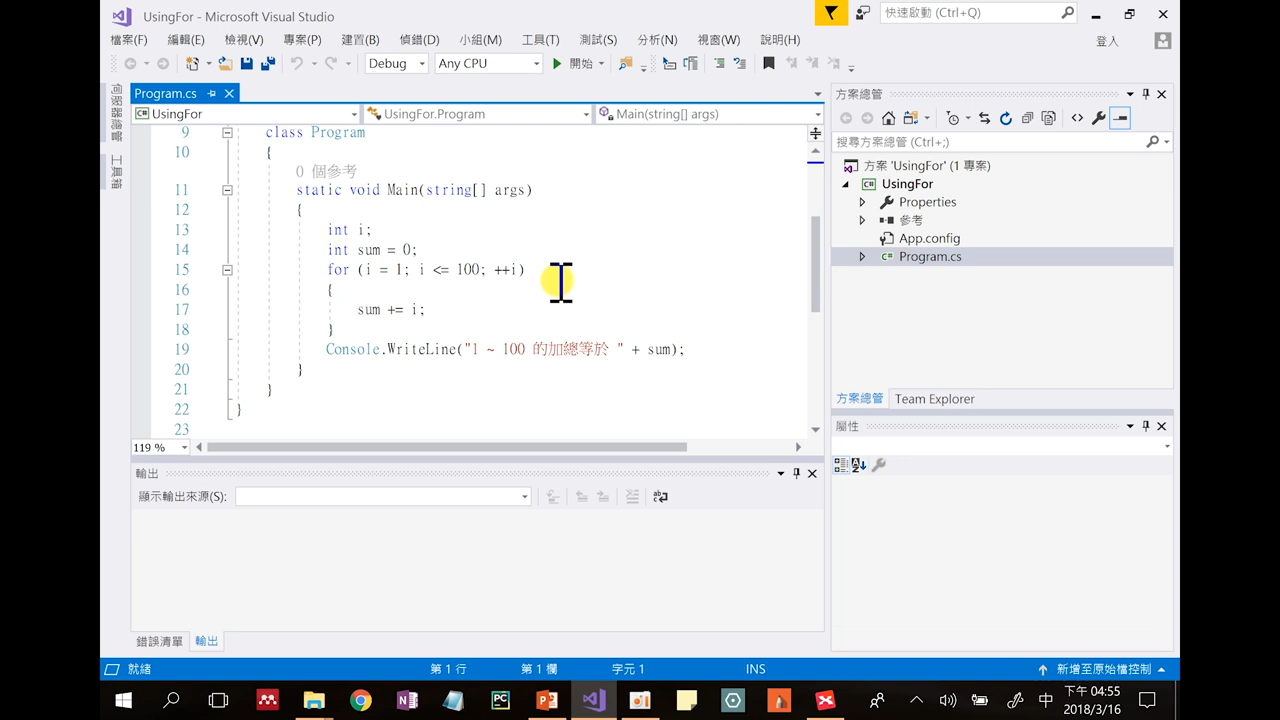 UsingFor - Microsoft Visual Studio
快速啟動 (Ctrl+Q)
檔案(F) 編輯(E) 檢視(V) 專案(P) 建置(B) 偵錯(D) 小組(M) 工具(T) 測試(S) 分析(N) 視窗(W) 說明(H)
登入
Debug Any CPU 開始
伺服器總管
工具箱
Program.cs
UsingFor UsingFor.Program Main(string[] args)
9 class Program
10 {
0 個參考
11 static void Main(string[] args)
12 {
13 int i;
14 int sum = 0;
15 for (i = 1; i <= 100; ++i)
16 {
17 sum += i;
18 }
19 Console.WriteLine("1 ~ 100 的加總等於 " + sum);
20 }
21 }
22 }
23
119 %
輸出
顯示輸出來源(S):
錯誤清單 輸出
方案總管
搜尋方案總管 (Ctrl+;)
方案 'UsingFor' (1 專案)
UsingFor
Properties
參考
App.config
Program.cs
方案總管 Team Explorer
屬性
就緒 第 1 行 第 1 欄 字元 1 INS 新增至原始檔控制
中 下午 04:55
2018/3/16